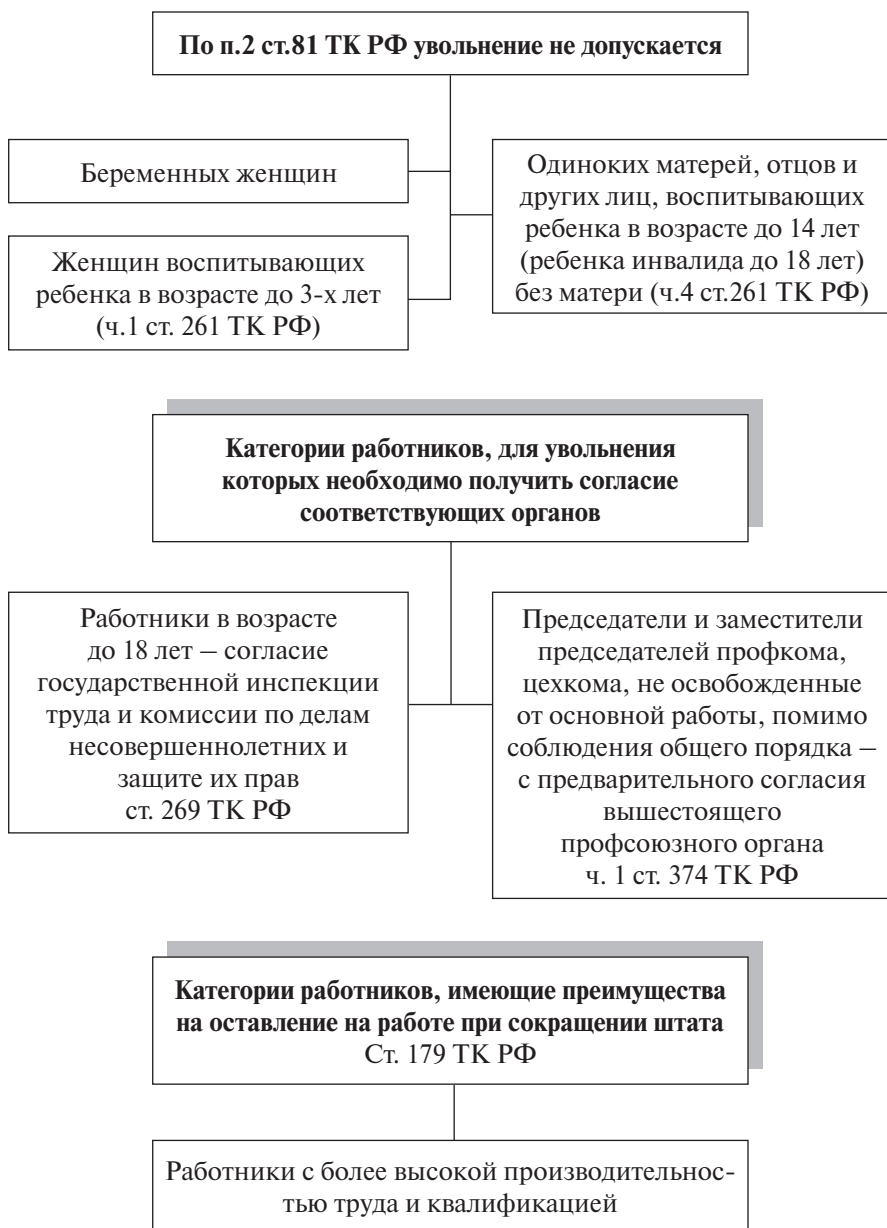 По п.2 ст.81 ТК РФ увольнение не допускается
Беременных женщин
Женщин воспитывающих
ребенка в возрасте до 3-х лет
(ч.1 ст. 261 ТК РФ)
Одиноких матерей, отцов и
других лиц, воспитывающих
ребенка в возрасте до 14 лет
(ребенка инвалида до 18 лет)
без матери (ч.4 ст.261 ТК РФ)
Категории работников, для увольнения
которых необходимо получить согласие
соответствующих органов
Работники в возрасте
до 18 лет – согласие
государственной инспекции
труда и комиссии по делам
несовершеннолетних и
защите их прав
ст. 269 ТК РФ
Председатели и заместители
председателей профкома,
цехкома, не освобожденные
от основной работы, помимо
соблюдения общего порядка –
с предварительного согласия
вышестоящего
профсоюзного органа
ч. 1 ст. 374 ТК РФ
Категории работников, имеющие преимущества
на оставление на работе при сокращении штата
Ст. 179 ТК РФ
Работники с более высокой производительнос-
тью труда и квалификацией